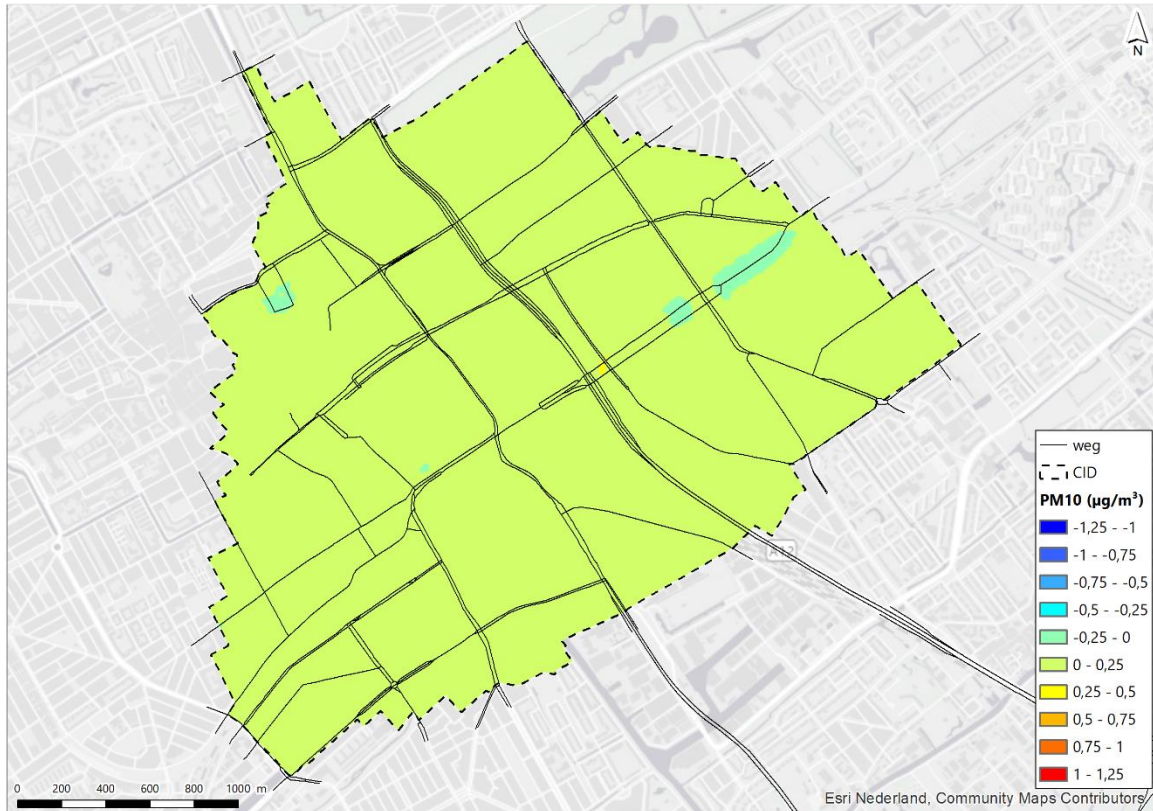 N
A12
weg
CID
PM10 (µg/m³)
-1,25 - -1
-1 - -0,75
-0,75 - -0,5
-0,5 - -0,25
-0,25 - 0
0 - 0,25
0,25 - 0,5
0,5 - 0,75
0,75 - 1
1 - 1,25
0 200 400 600 800 1000 m
Esri Nederland, Community Maps Contributors